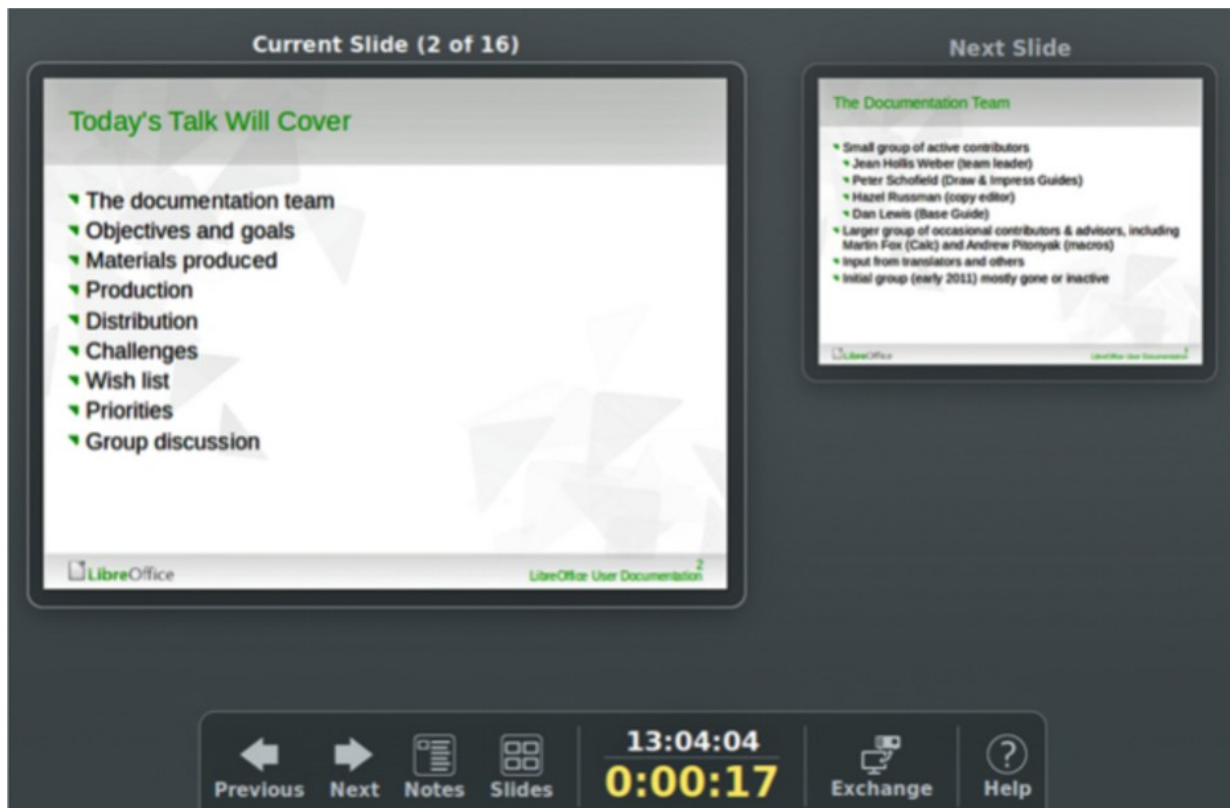 Current Slide (2 of 16)
Today's Talk Will Cover
The documentation team
Objectives and goals
Materials produced
Production
Distribution
Challenges
Wish list
Priorities
Group discussion
LibreOffice
LibreOffice User Documentation
2
Next Slide
The Documentation Team
Small group of active contributors
Jean Hollis Weber (team leader)
Peter Schofield (Draw & Impress Guides)
Hazel Russman (copy editor)
Dan Lewis (Base Guide)
Larger group of occasional contributors & advisors, including
Martin Fox (Calc) and Andrew Pitonyak (macros)
Input from translators and others
Initial group (early 2011) mostly gone or inactive
LibreOffice
LibreOffice User Documentation
Previous
Next
Notes
Slides
13:04:04
0:00:17
Exchange
Help